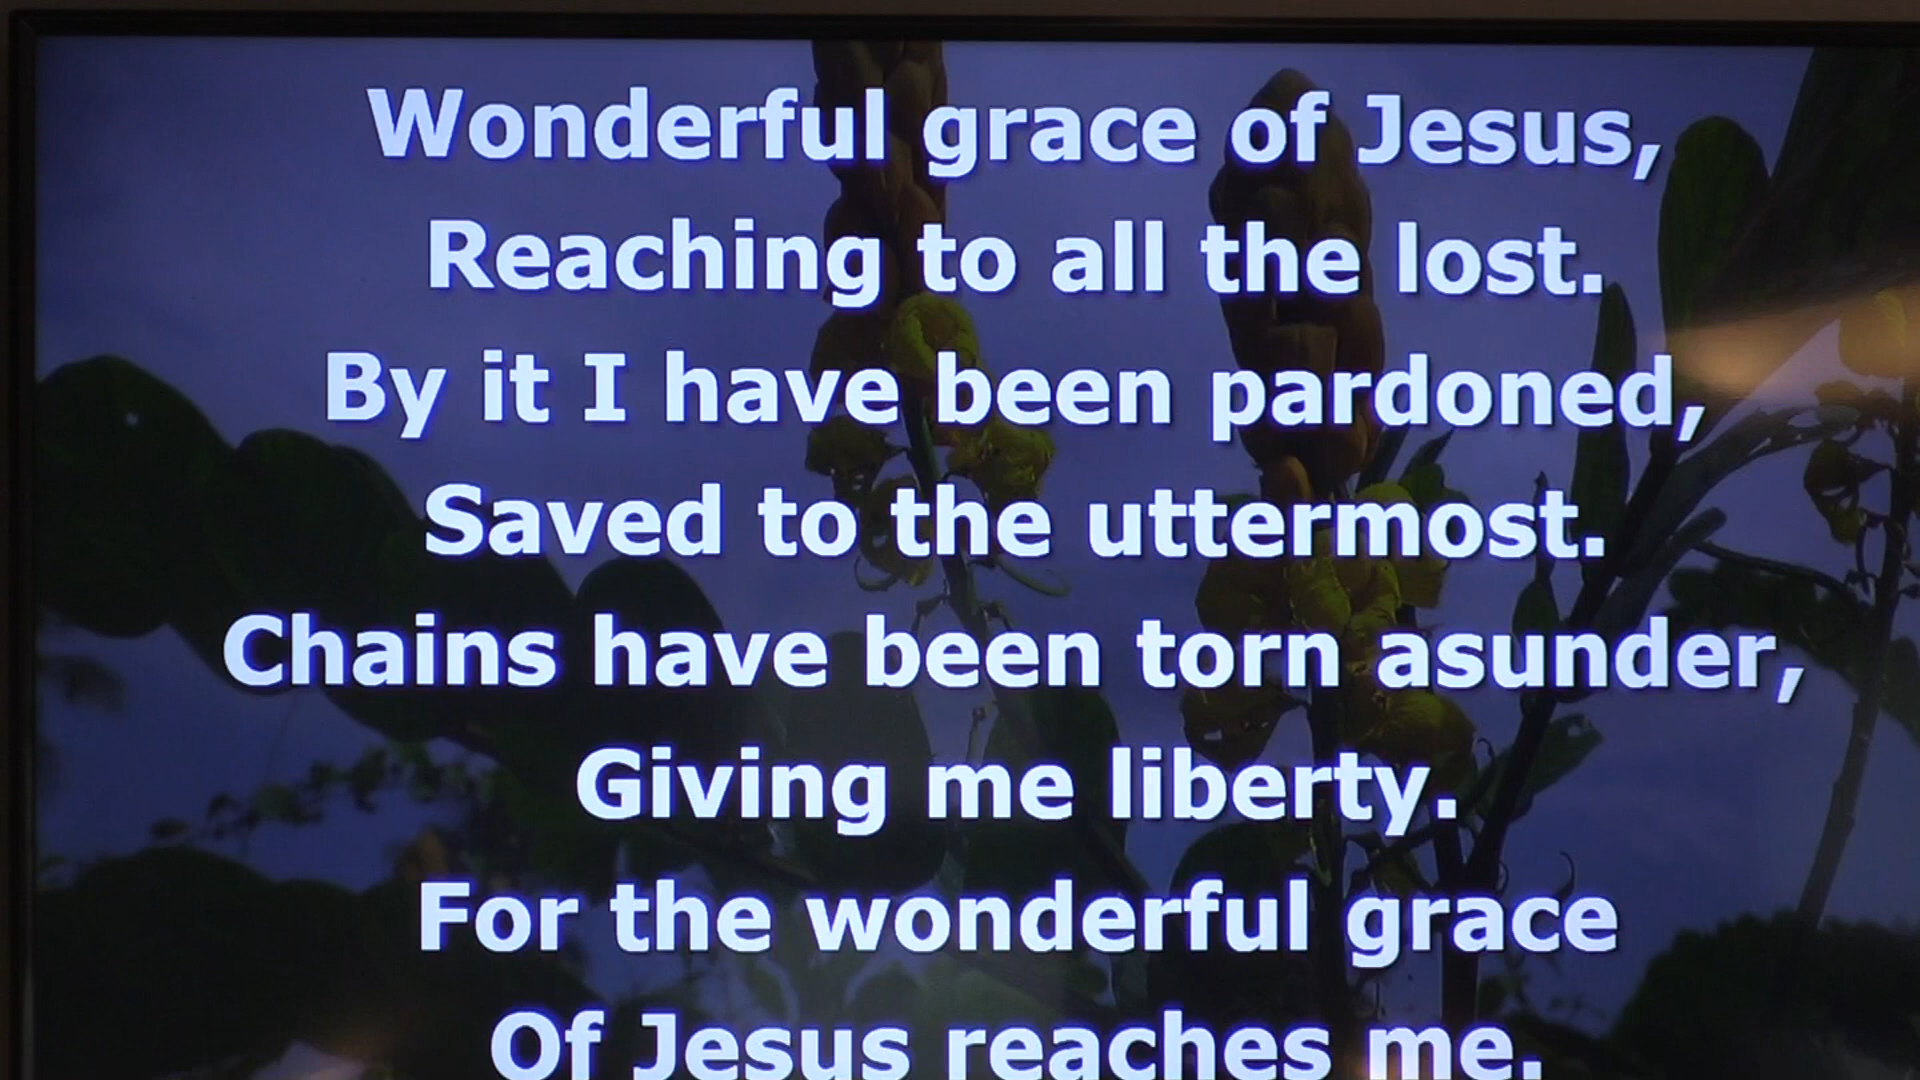 Wonderful grace of Jesus,
Reaching to all the lost.
By it I have been pardoned,
Saved to the uttermost.
Chains have been torn asunder,
Giving me liberty.
For the wonderful grace
Of Jesus reaches me.